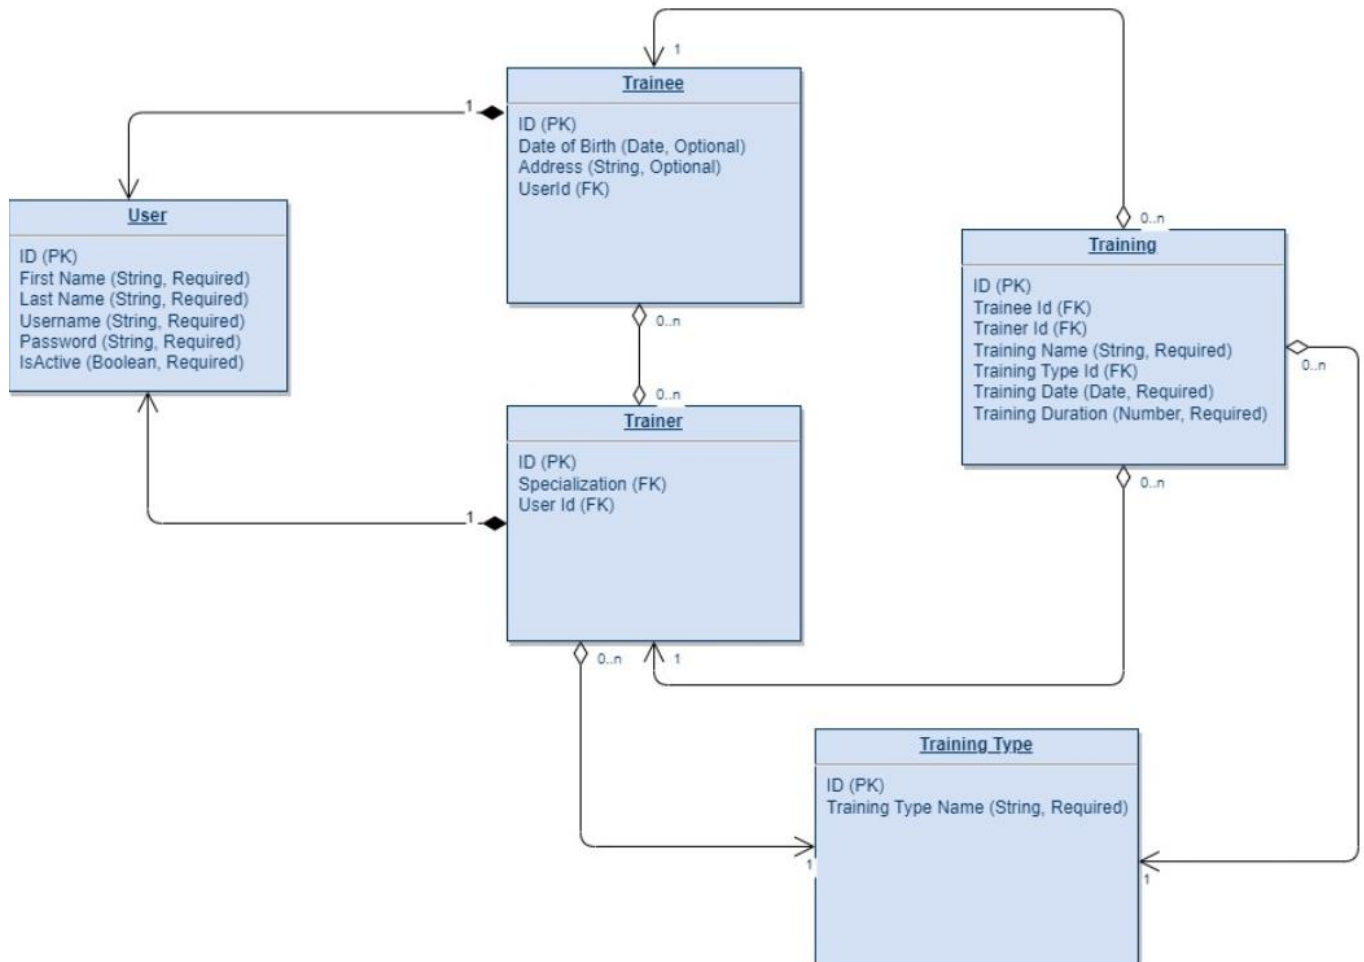 1
Trainee
ID (PK)
Date of Birth (Date, Optional)
Address (String, Optional)
UserId (FK)
1
0..n
User
ID (PK)
First Name (String, Required)
Last Name (String, Required)
Username (String, Required)
Password (String, Required)
IsActive (Boolean, Required)
0..n
Training
ID (PK)
Trainee Id (FK)
Trainer Id (FK)
Training Name (String, Required)
Training Type Id (FK)
Training Date (Date, Required)
Training Duration (Number, Required)
0..n
0..n
0..n
Trainer
ID (PK)
Specialization (FK)
User Id (FK)
1
0..n
1
Training Type
ID (PK)
Training Type Name (String, Required)
1
1